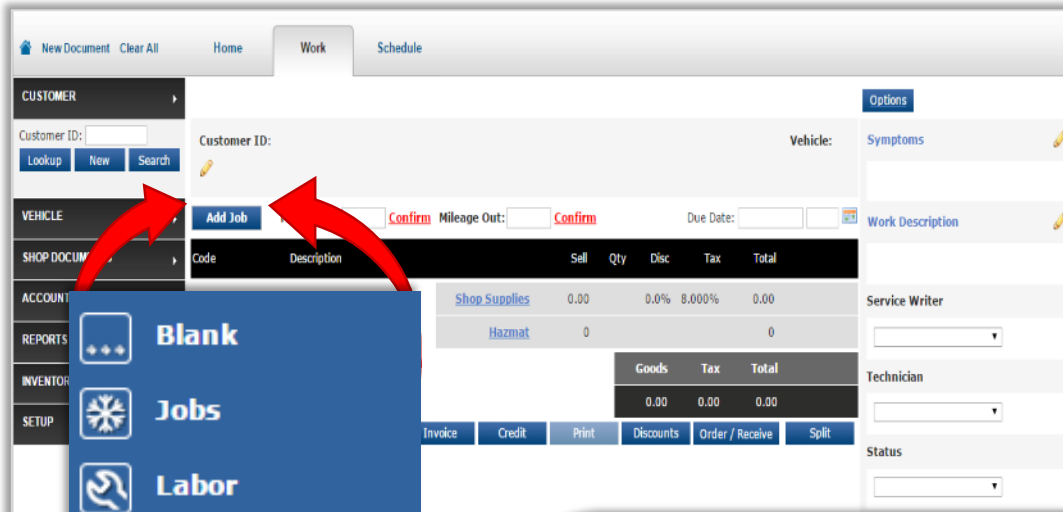 New Document Clear All Home Work Schedule
CUSTOMER
Options
Customer ID:
Lookup New Search
Customer ID: Vehicle:
Symptoms
VEHICLE
Add Job Confirm Mileage Out: Confirm Due Date:
Work Description
SHOP
Code Description Sell Qty Disc Tax Total
ACCOUNT
Shop Supplies 0.00 0.0% 8.000% 0.00
Service Writer
REPORTS
Hazmat 0 0
Goods Tax Total
Technician
0.00 0.00 0.00
SETUP
Invoice Credit Print Discounts Order / Receive Split
Status
Blank
Jobs
Labor